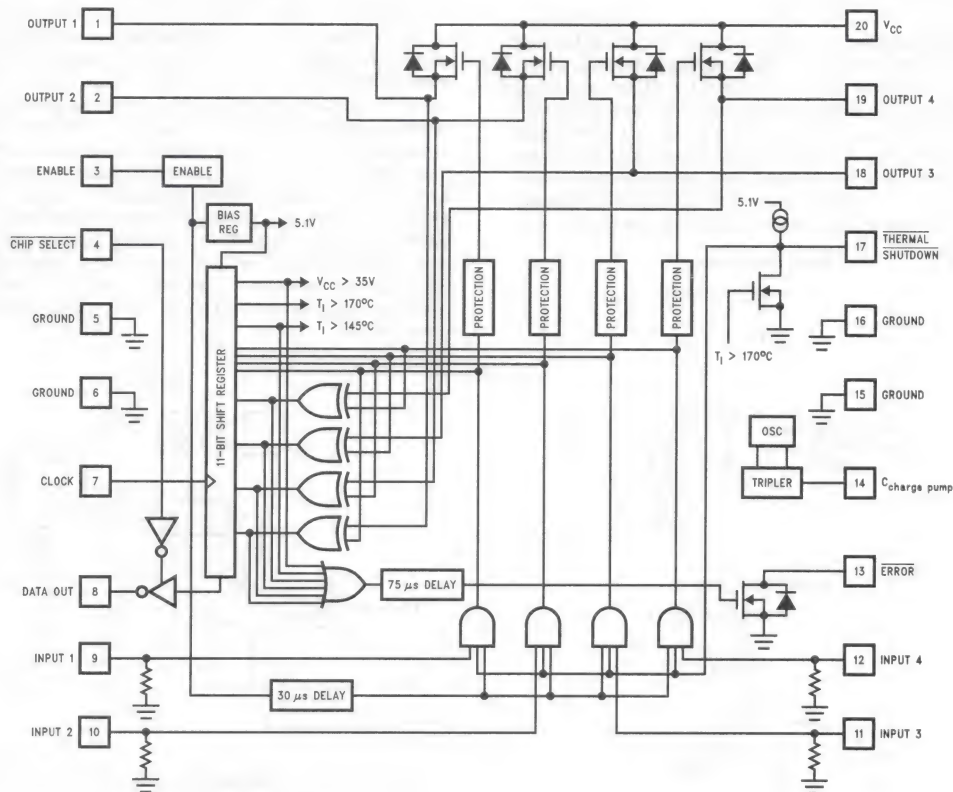 OUTPUT 1
1
20
VCC
OUTPUT 2
2
19
OUTPUT 4
ENABLE
3
ENABLE
18
OUTPUT 3
BIAS
REG
5.1V
5.1V
CHIP SELECT
4
17
THERMAL
SHUTDOWN
VCC > 35V
TI > 170°C
TI > 145°C
PROTECTION
PROTECTION
PROTECTION
PROTECTION
GROUND
5
16
GROUND
TI > 170°C
11-BIT SHIFT REGISTER
GROUND
6
15
GROUND
OSC
CLOCK
7
TRIPLER
14
Ccharge pump
DATA OUT
8
75 μs DELAY
13
ERROR
INPUT 1
9
12
INPUT 4
30 μs DELAY
INPUT 2
10
11
INPUT 3